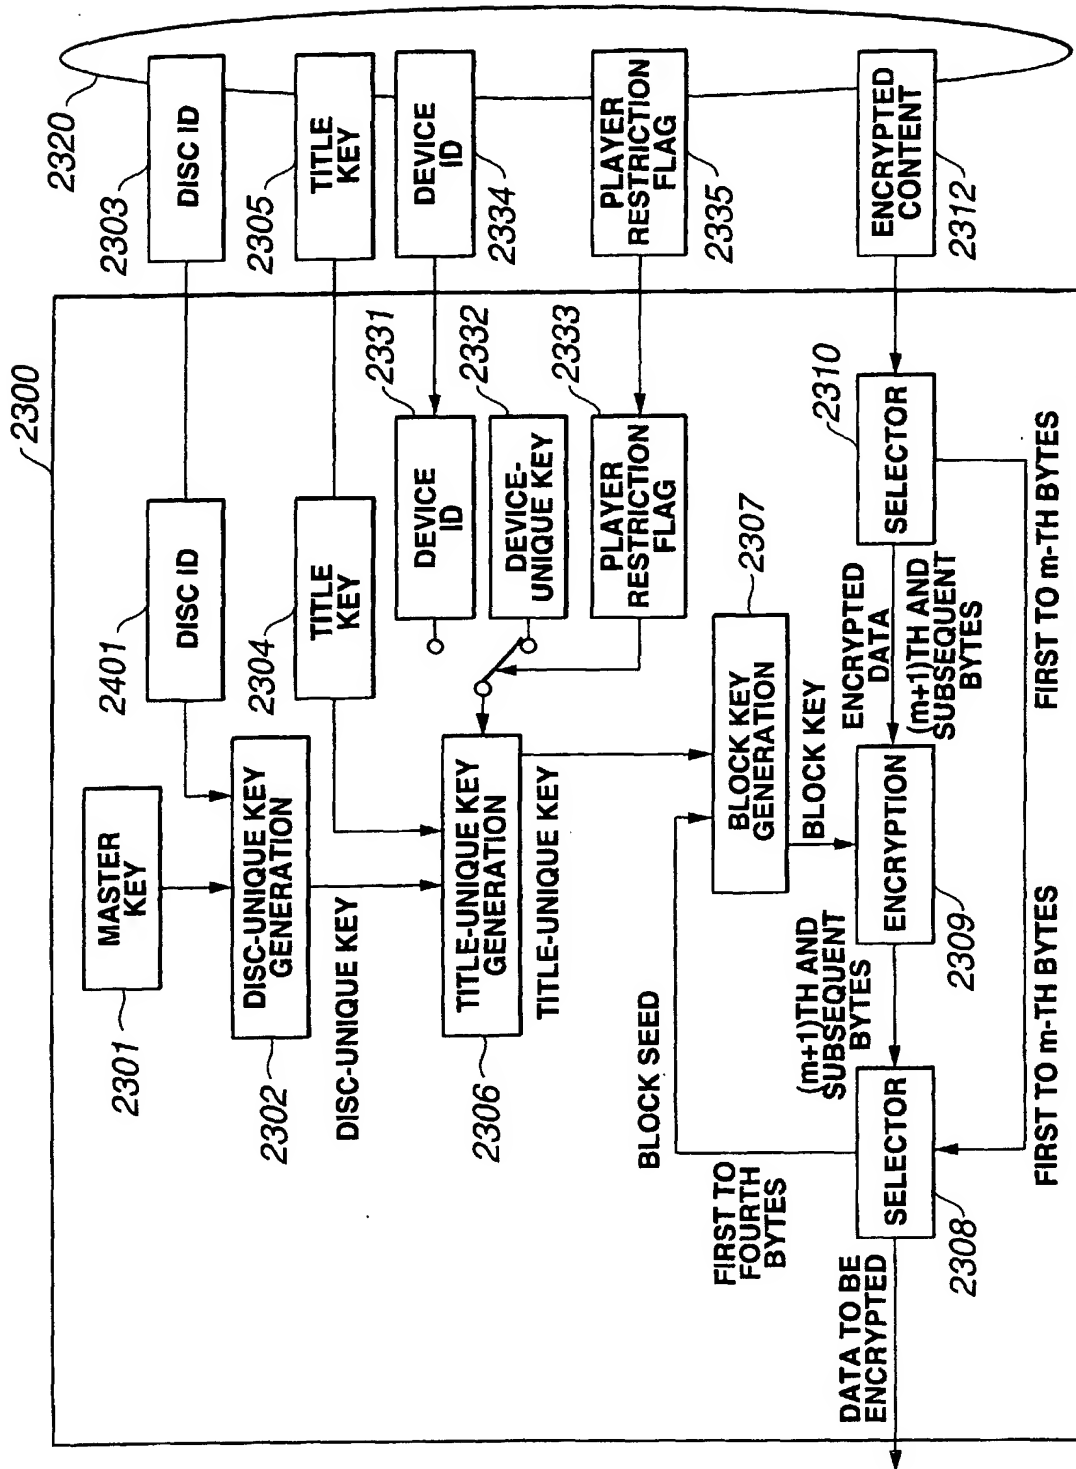 2300
2320
2301
MASTER
KEY
2401
DISC ID
2303
DISC ID
2302
DISC-UNIQUE KEY
GENERATION
2304
TITLE
KEY
2305
TITLE
KEY
DISC-UNIQUE KEY
2331
DEVICE
ID
DEVICE
ID
2334
2332
DEVICE-
UNIQUE KEY
2306
TITLE-UNIQUE KEY
GENERATION
2333
PLAYER
RESTRICTION
FLAG
PLAYER
RESTRICTION
FLAG
2335
TITLE-UNIQUE KEY
BLOCK SEED
BLOCK KEY
GENERATION
2307
BLOCK KEY
FIRST TO
FOURTH
BYTES
DATA TO BE
ENCRYPTED
SELECTOR
2308
(m+1)TH AND
SUBSEQUENT
BYTES
ENCRYPTION
2309
ENCRYPTED
DATA
(m+1)TH AND
SUBSEQUENT
BYTES
SELECTOR
2310
ENCRYPTED
CONTENT
2312
FIRST TO m-TH BYTES
FIRST TO m-TH BYTES